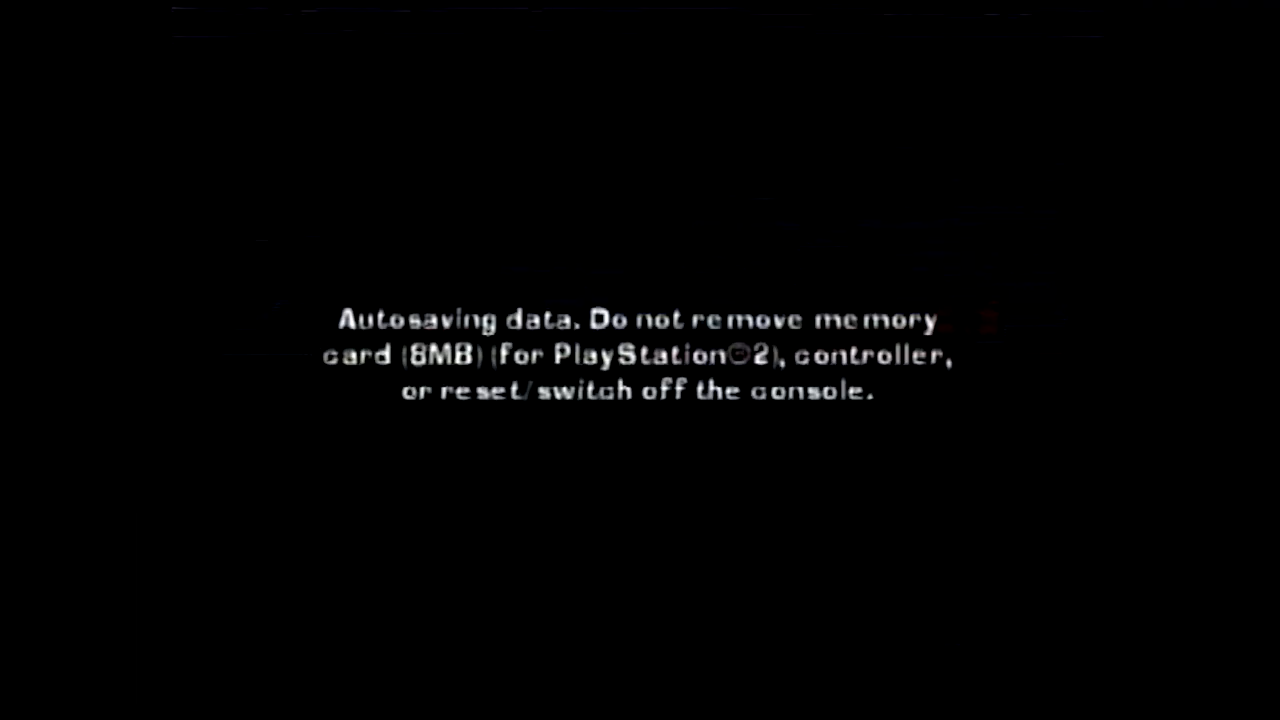 Autosaving data. Do not remove memory
card (8MB) (for PlayStation®2), controller,
or reset/switch off the console.